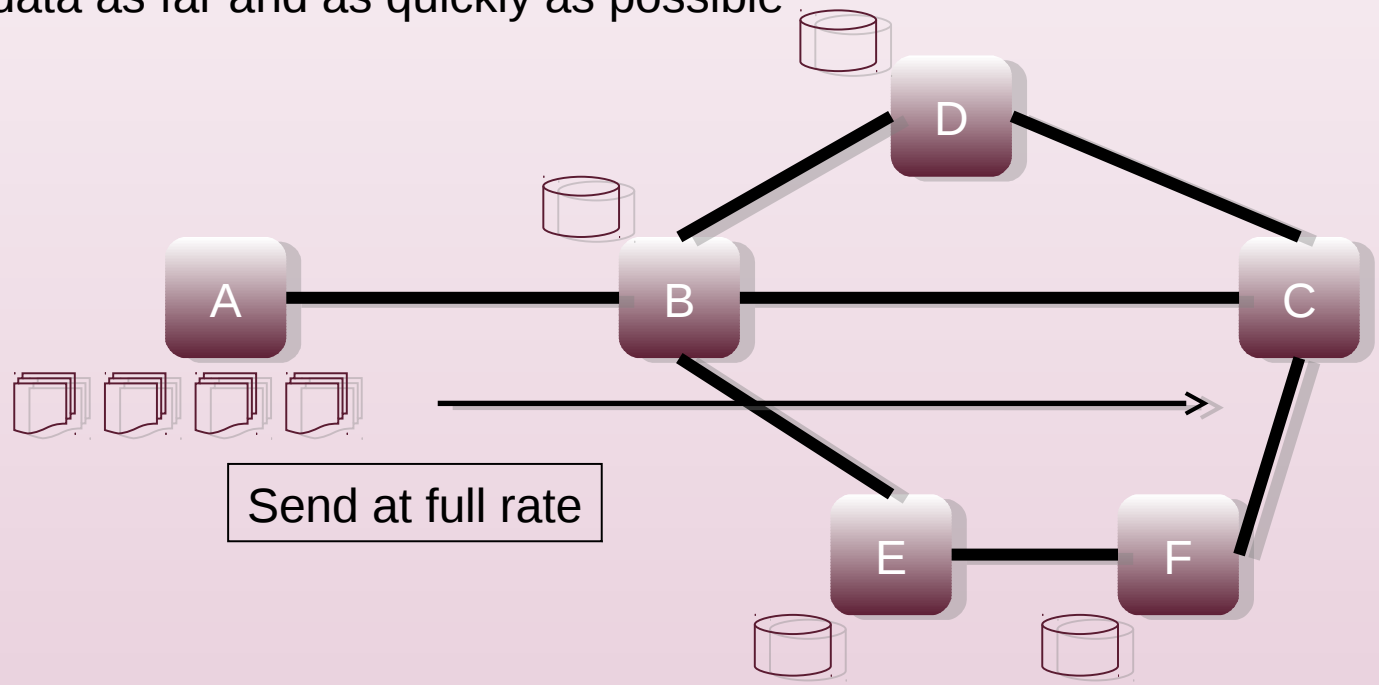 data as far and as quickly as possible
D
A
B
C
Send at full rate
E
F